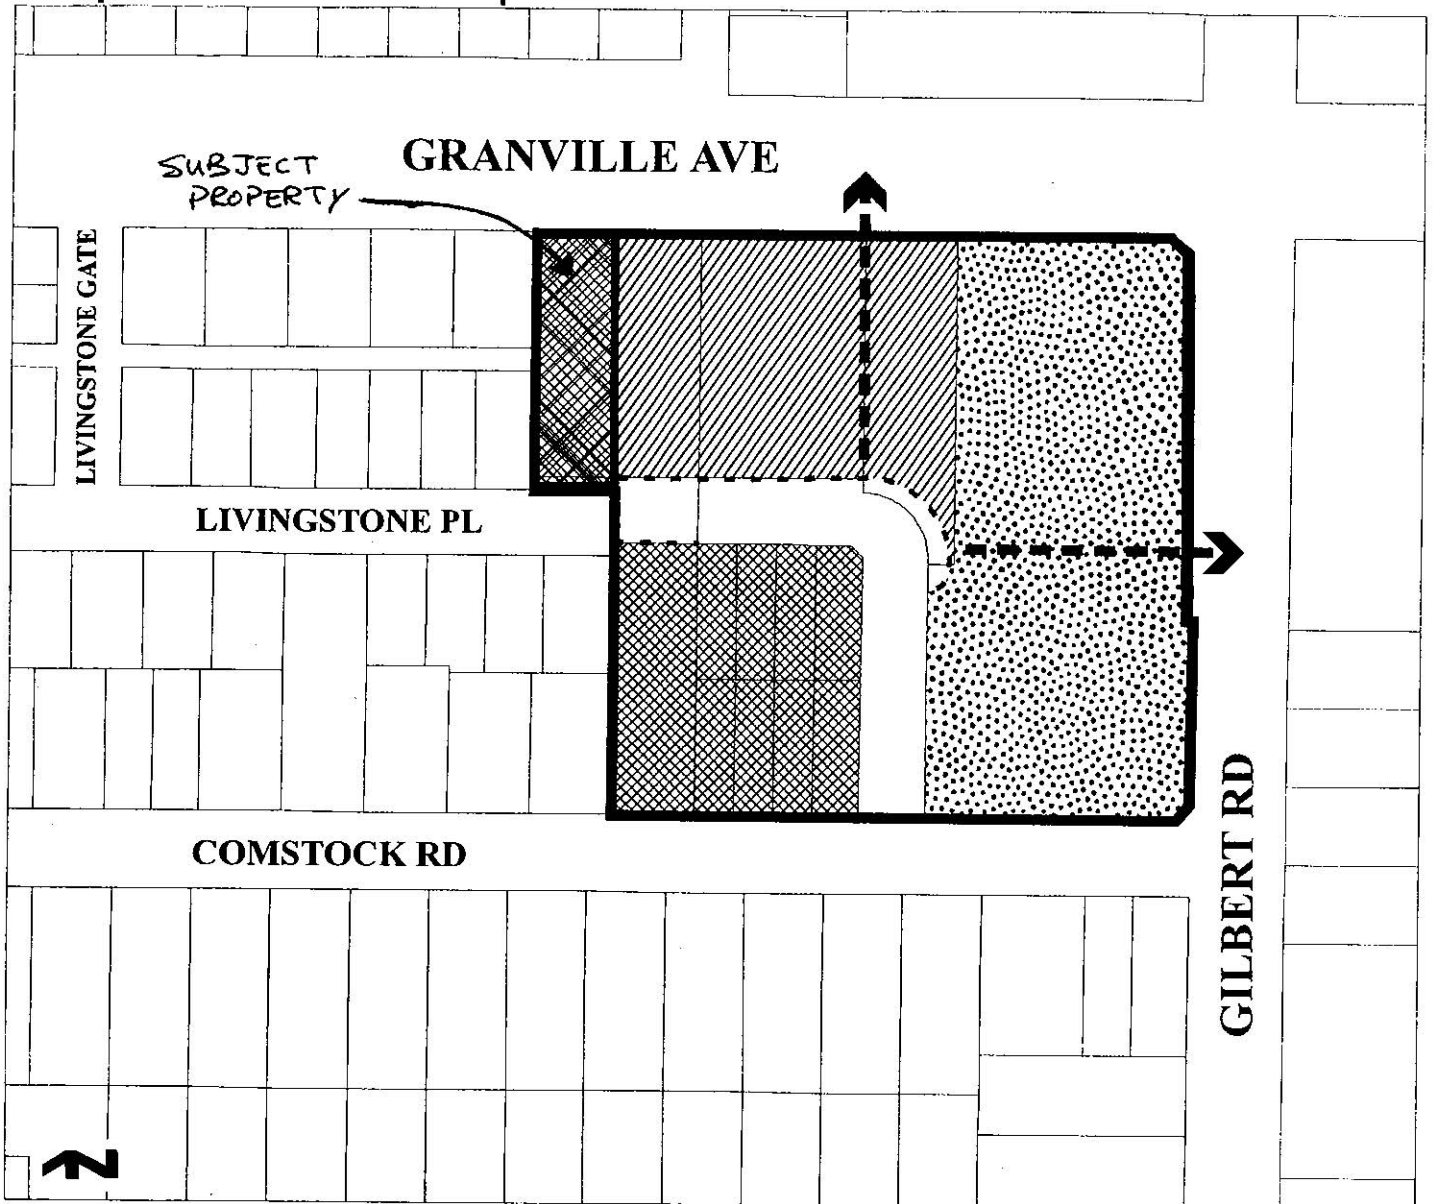 GRANVILLE AVE
SUBJECT
PROPERTY
LIVINGSTONE GATE
LIVINGSTONE PL
COMSTOCK RD
GILBERT RD
N